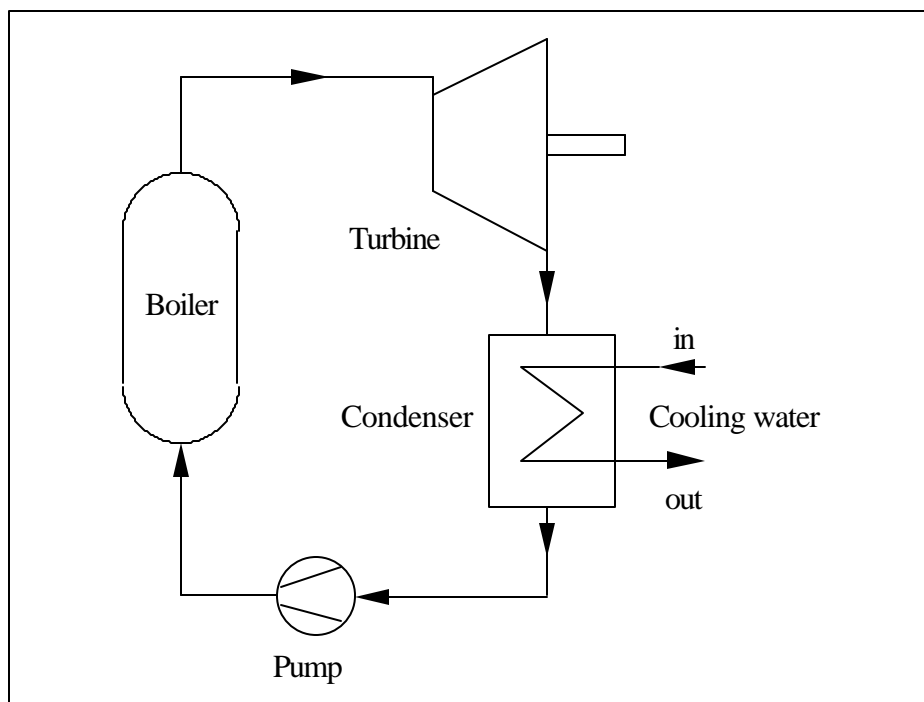 Turbine
Boiler
in
Condenser
Cooling water
out
Pump